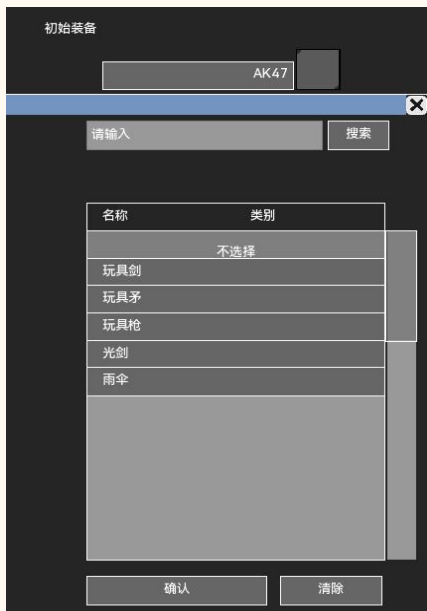 初始装备
AK47
请输入 搜索
名称 类别
不选择
玩具剑
玩具矛
玩具枪
光剑
雨伞
确认 清除